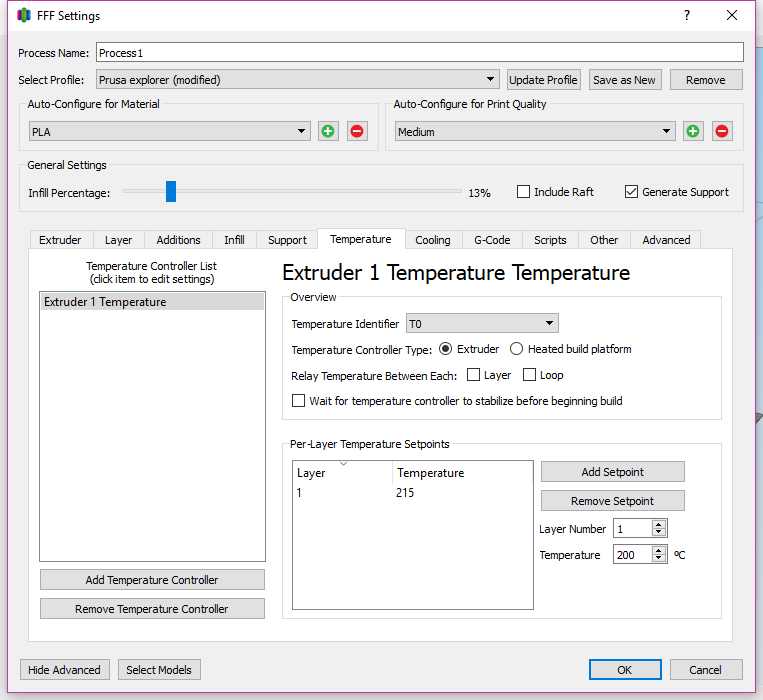 FFF Settings
?
Process Name: Process1
Select Profile: Prusa explorer (modified) Update Profile Save as New Remove
Auto-Configure for Material
PLA
Auto-Configure for Print Quality
Medium
General Settings
Infill Percentage: 13% Include Raft Generate Support
Extruder Layer Additions Infill Support Temperature Cooling G-Code Scripts Other Advanced
Temperature Controller List
(click item to edit settings)
Extruder 1 Temperature
Add Temperature Controller
Remove Temperature Controller
Extruder 1 Temperature Temperature
Overview
Temperature Identifier T0
Temperature Controller Type: Extruder Heated build platform
Relay Temperature Between Each: Layer Loop
Wait for temperature controller to stabilize before beginning build
Per-Layer Temperature Setpoints
Layer Temperature
1 215
Add Setpoint
Remove Setpoint
Layer Number 1
Temperature 200 ºC
Hide Advanced Select Models OK Cancel